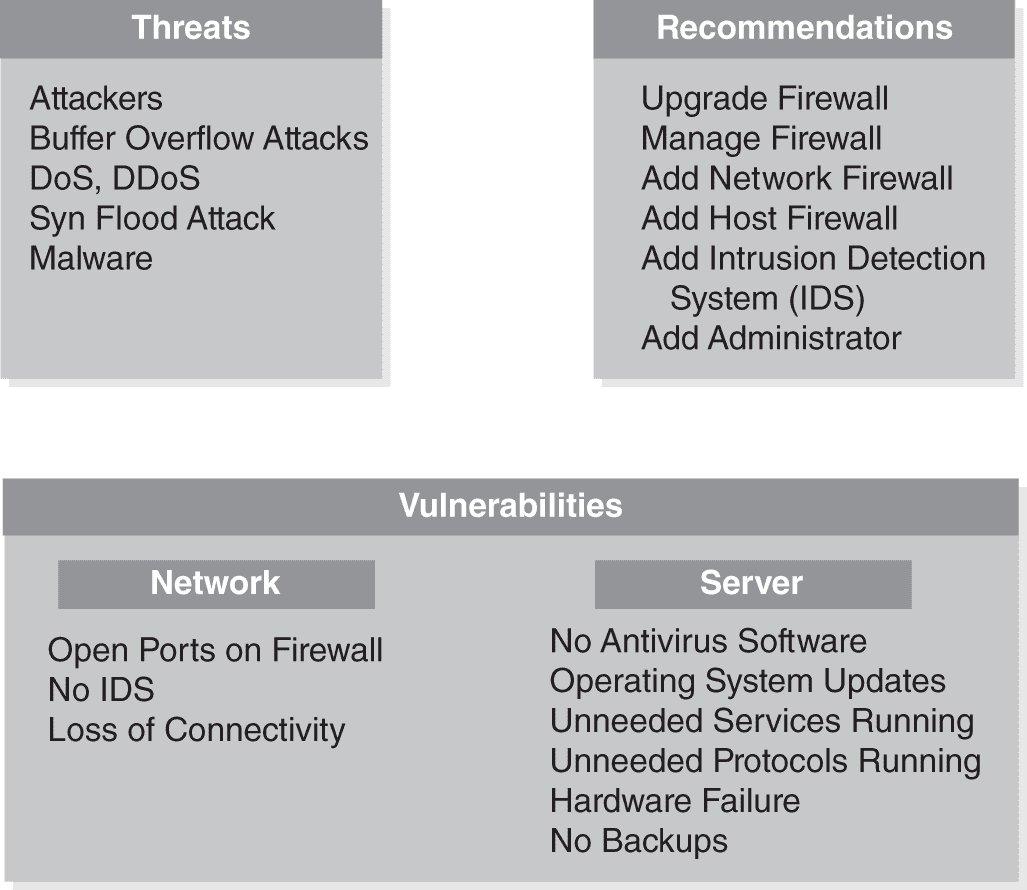 Threats
Attackers
Buffer Overflow Attacks
DoS, DDoS
Syn Flood Attack
Malware
Recommendations
Upgrade Firewall
Manage Firewall
Add Network Firewall
Add Host Firewall
Add Intrusion Detection
System (IDS)
Add Administrator
Vulnerabilities
Network
Open Ports on Firewall
No IDS
Loss of Connectivity
Server
No Antivirus Software
Operating System Updates
Unneeded Services Running
Unneeded Protocols Running
Hardware Failure
No Backups